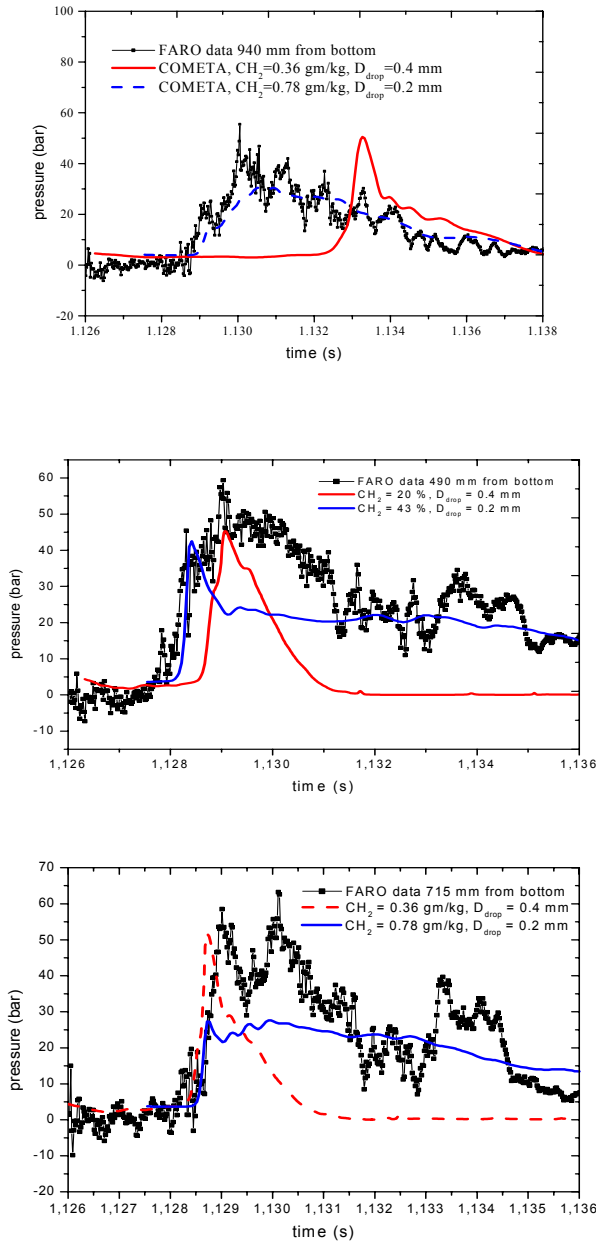 FARO data 940 mm from bottom
COMETA, CH2=0.36 gm/kg, Ddrop=0.4 mm
COMETA, CH2=0.78 gm/kg, Ddrop=0.2 mm
pressure (bar)
100
80
60
40
20
0
-20
1.126 1.128 1.130 1.132 1.134 1.136 1.138
time (s)
FARO data 490 mm from bottom
CH2 = 20 % , Ddrop = 0.4 mm
CH2 = 43 % , Ddrop = 0.2 mm
pressure (bar)
60
50
40
30
20
10
0
-10
1,126 1,128 1,130 1,132 1,134 1,136
time (s)
FARO data 715 mm from bottom
CH2 = 0.36 gm/kg, Ddrop = 0.4 mm
CH2 = 0.78 gm/kg, Ddrop = 0.2 mm
pressure (bar)
70
60
50
40
30
20
10
0
-10
20
1,126 1,127 1,128 1,129 1,130 1,131 1,132 1,133 1,134 1,135 1,136
time (s)